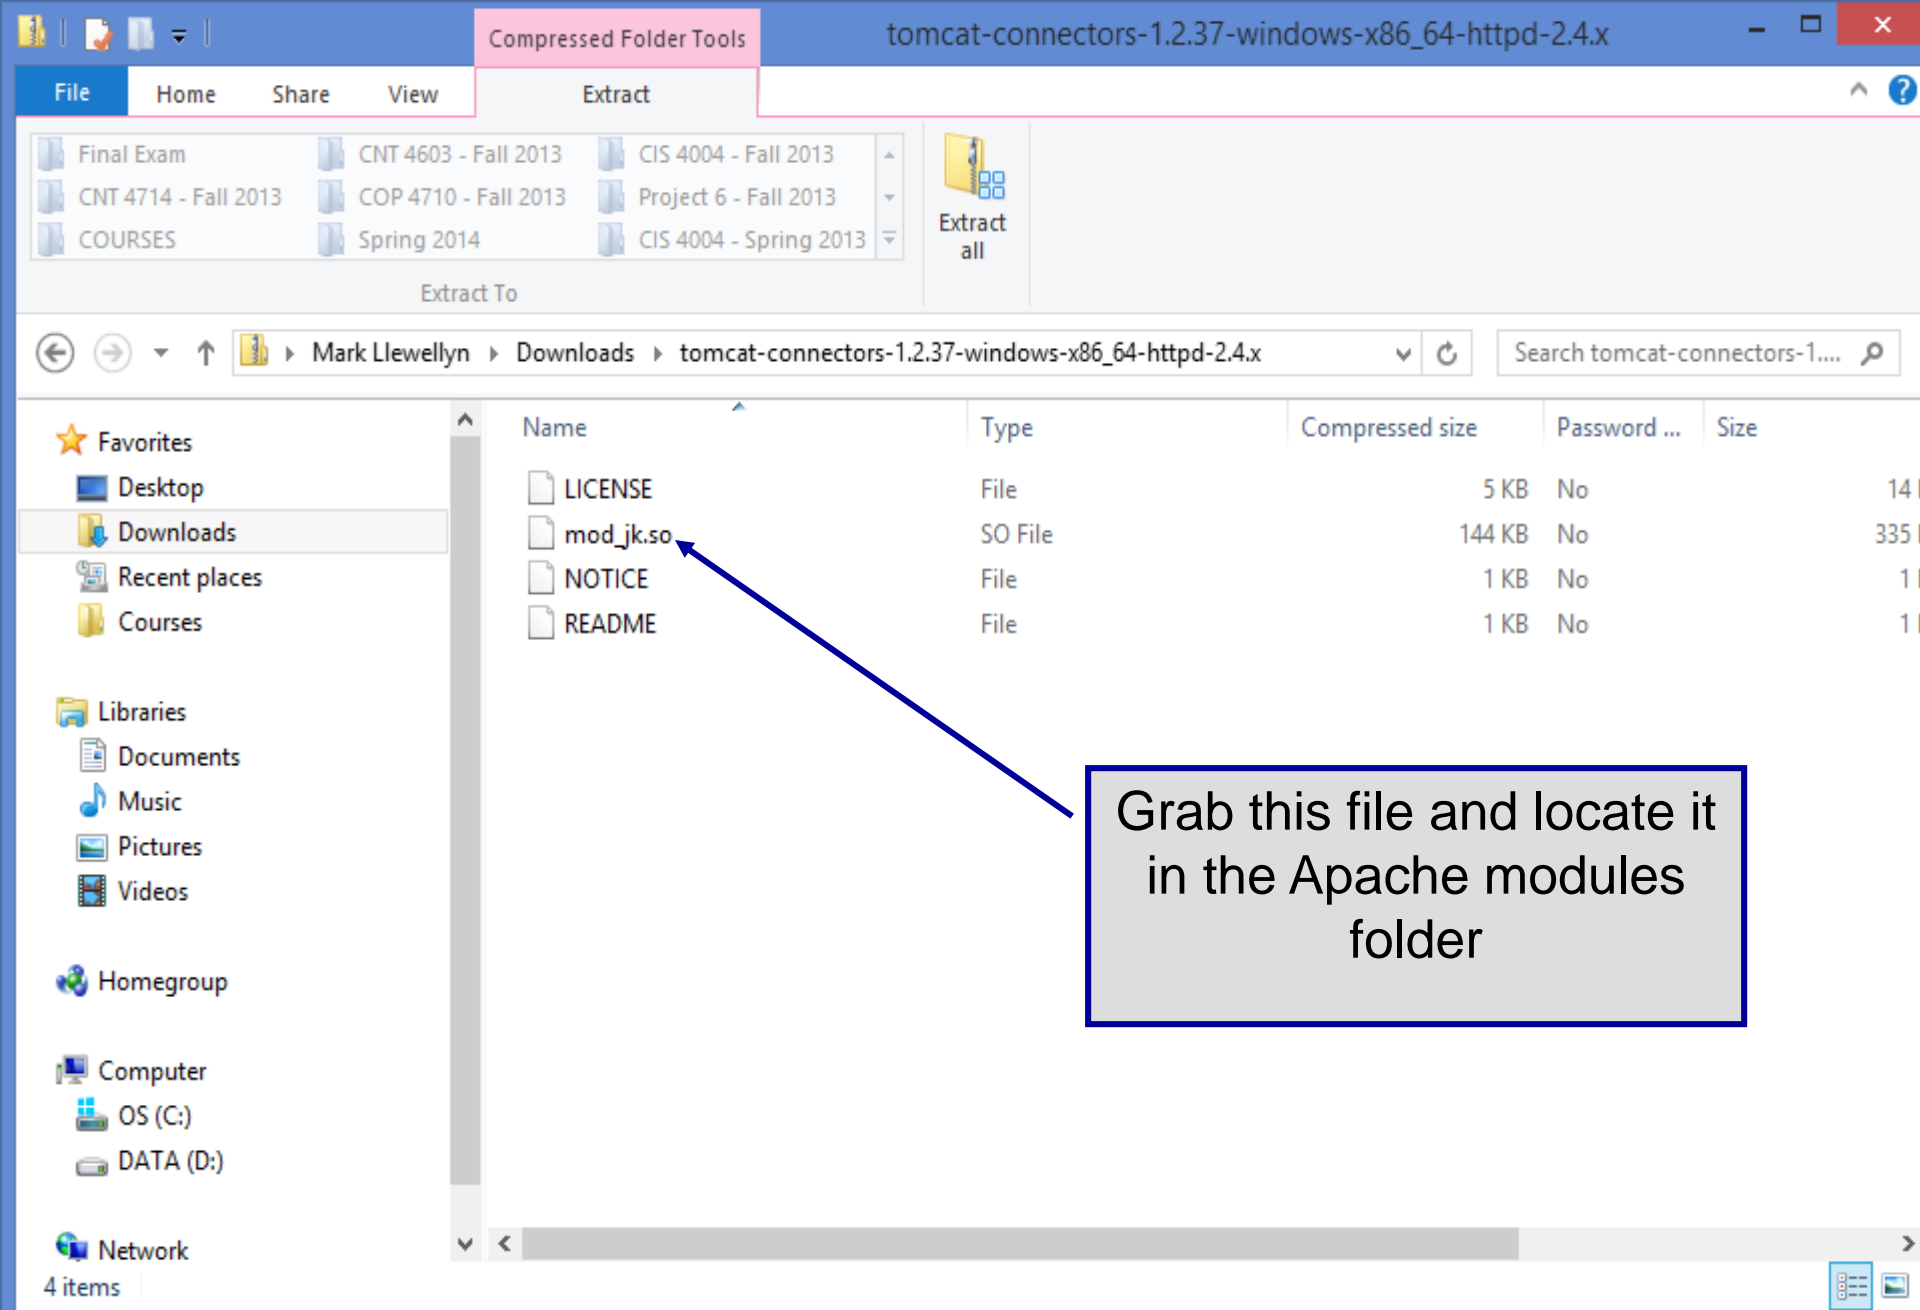 Compressed Folder Tools
tomcat-connectors-1.2.37-windows-x86_64-httpd-2.4.x
File Home Share View Extract
Final Exam CNT 4603 - Fall 2013 CIS 4004 - Fall 2013
CNT 4714 - Fall 2013 COP 4710 - Fall 2013 Project 6 - Fall 2013
COURSES Spring 2014 CIS 4004 - Spring 2013
Extract
all
Extract To
Mark Llewellyn Downloads tomcat-connectors-1.2.37-windows-x86_64-httpd-2.4.x
Search tomcat-connectors-1....
Favorites
Desktop
Downloads
Recent places
Courses
Libraries
Documents
Music
Pictures
Videos
Homegroup
Computer
OS (C:)
DATA (D:)
Network
Name Type Compressed size Password ... Size
LICENSE File 5 KB No 14
mod_jk.so SO File 144 KB No 335
NOTICE File 1 KB No 1
README File 1 KB No 1
Grab this file and locate it
in the Apache modules
folder
4 items